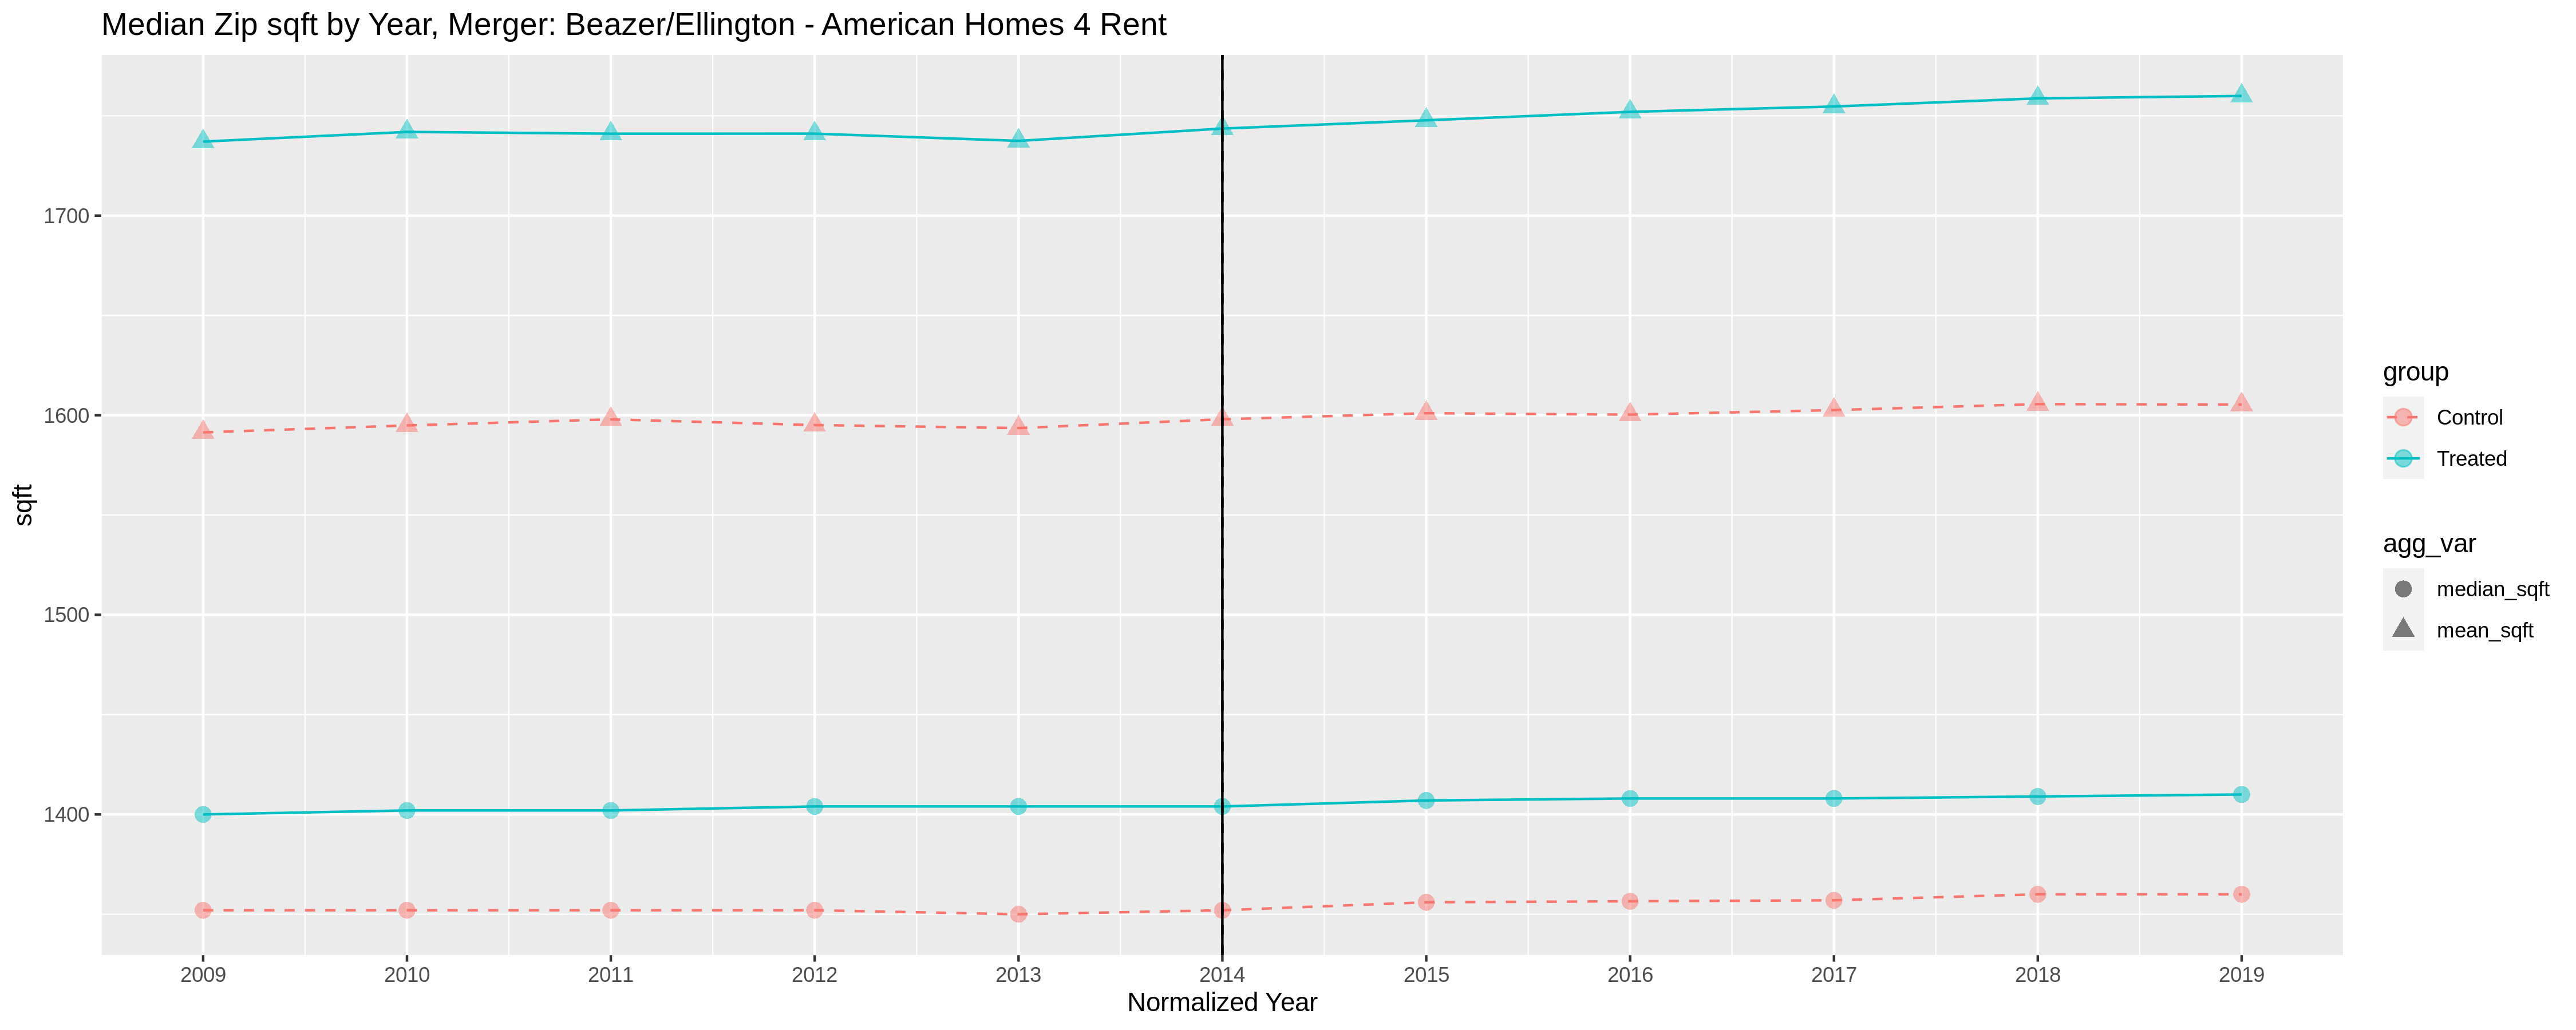 Median Zip sqft by Year, Merger: Beazer/Ellington - American Homes 4 Rent
sqft
1700
1600
1500
1400
2009 2010 2011 2012 2013 2014 2015 2016 2017 2018 2019
Normalized Year
group
Control
Treated
agg_var
median_sqft
mean_sqft